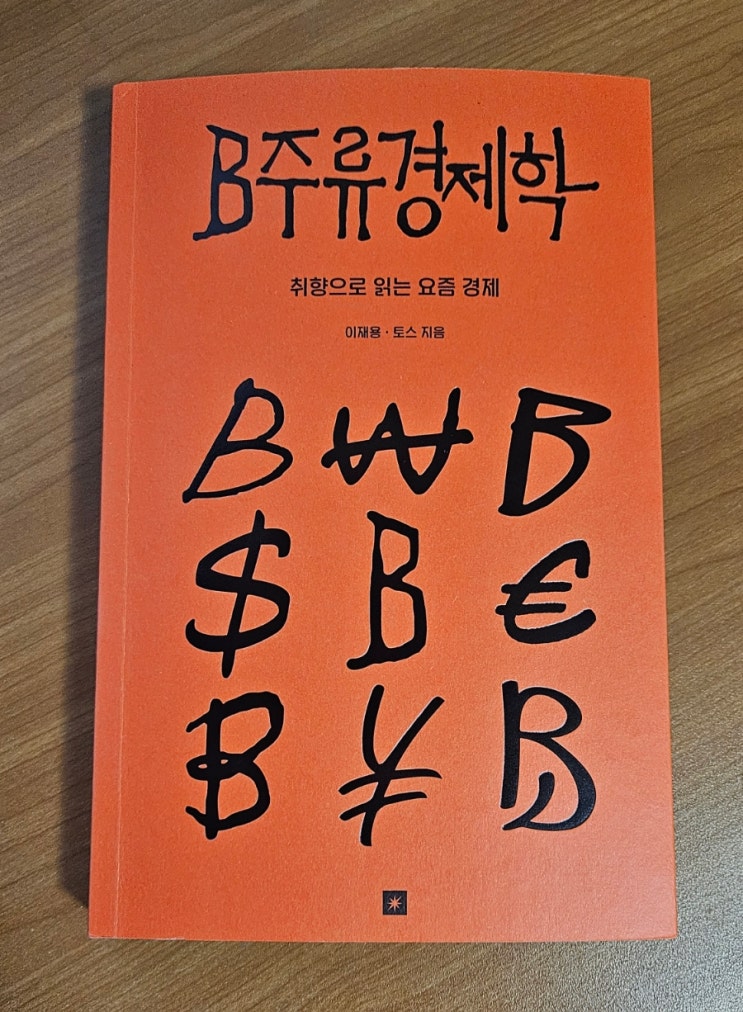 B주류경제학
취향으로 읽는 요즘 경제
이재용 · 토스 지음
B ₩ B
$ B €
B ¥ B